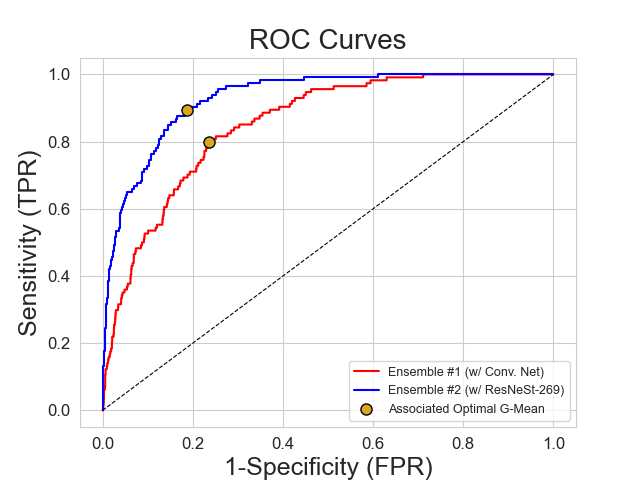 ROC Curves
Sensitivity (TPR)
1.0
0.8
0.6
0.4
0.2
0.0
0.0 0.2 0.4 0.6 0.8 1.0
1-Specificity (FPR)
Ensemble #1 (w/ Conv. Net)
Ensemble #2 (w/ ResNeSt-269)
Associated Optimal G-Mean